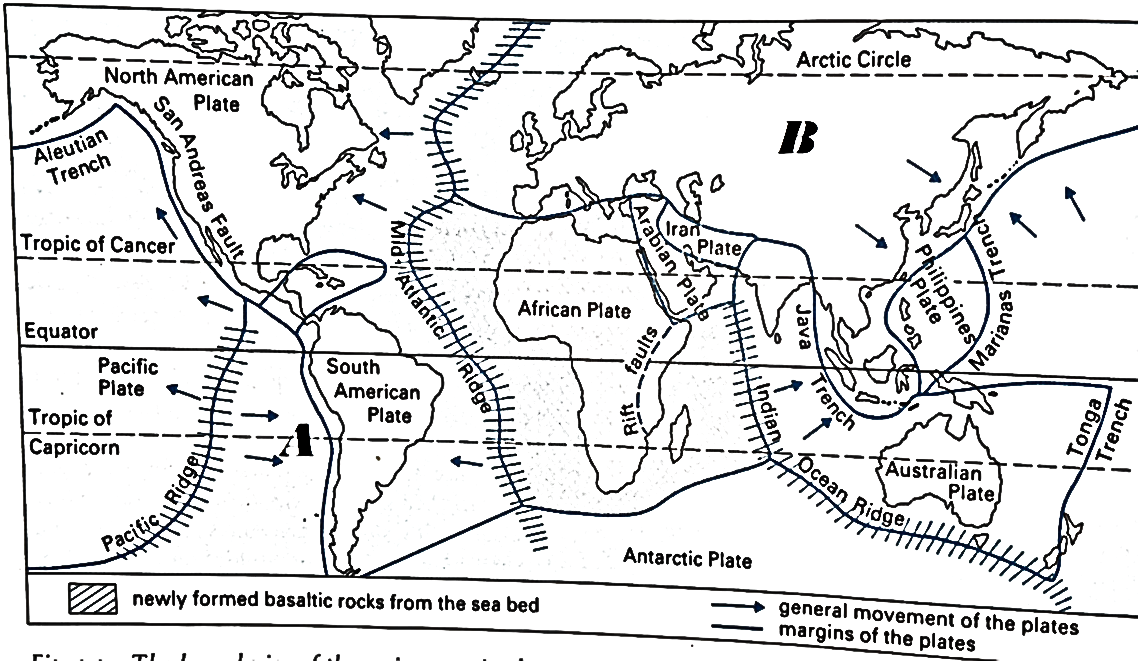 Arctic Circle
North American
Plate
B
San Andreas Fault
Aleutian
Trench
Tropic of Cancer
Mid-Atlantic Ridge
Arabian Plate
Iran
Plate
Philippines
Plate
Marianas Trench
African Plate
Equator
Java Trench
Rift faults
Pacific
Plate
South
American
Plate
Tropic of
Capricorn
A
Indian Ocean Ridge
Australian
Plate
Tonga
Trench
Pacific Ridge
Antarctic Plate
newly formed basaltic rocks from the sea bed
general movement of the plates
margins of the plates